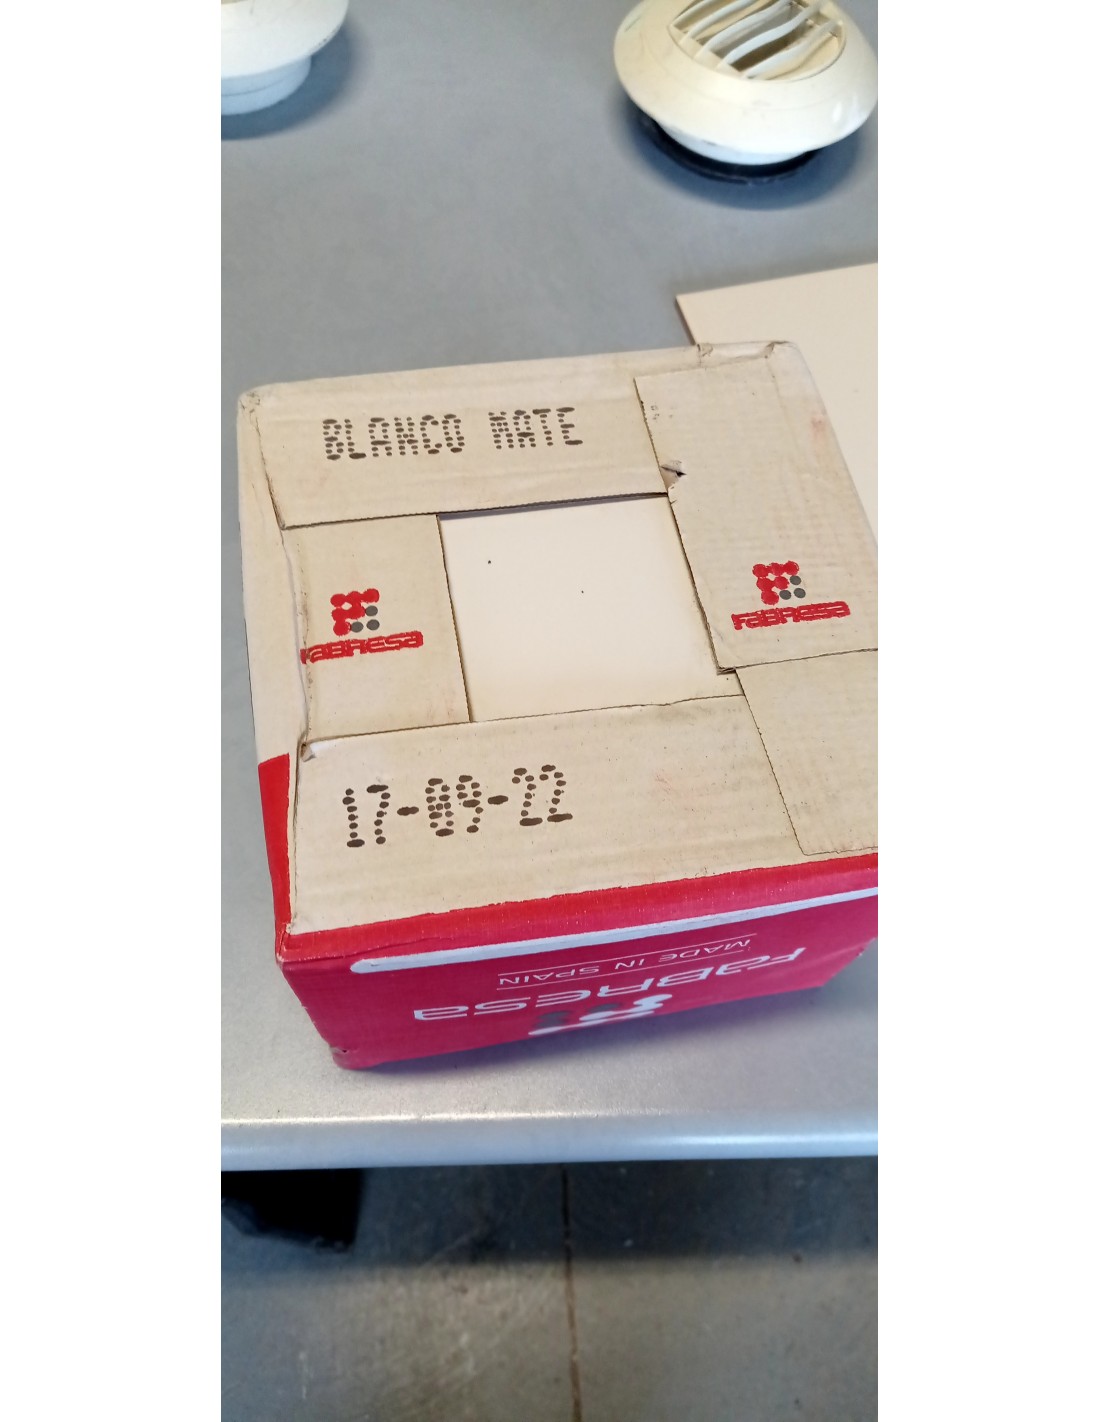 BLANCO MATE
FABRESA
FABRESA
17-09-22
FABRESA
MADE IN SPAIN